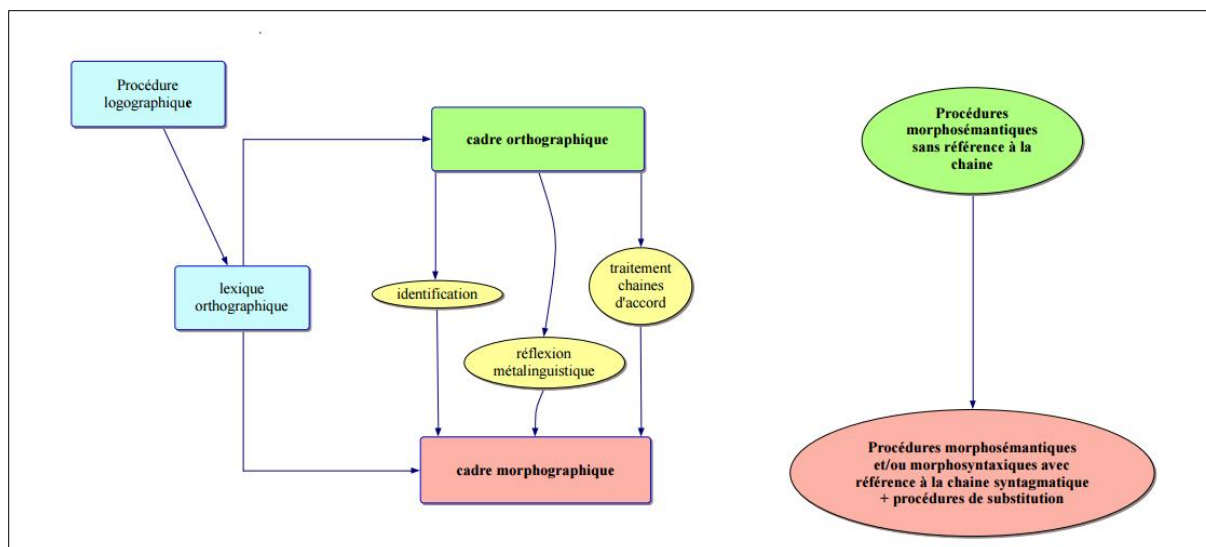 Procédure
logographique
cadre orthographique
Procédures
morphosémantiques
sans référence à la
chaine
lexique
orthographique
identification
traitement
chaines
d'accord
réflexion
métalinguistique
cadre morphographique
Procédures morphosémantiques
et/ou morphosyntaxiques avec
référence à la chaine syntagmatique
+ procédures de substitution